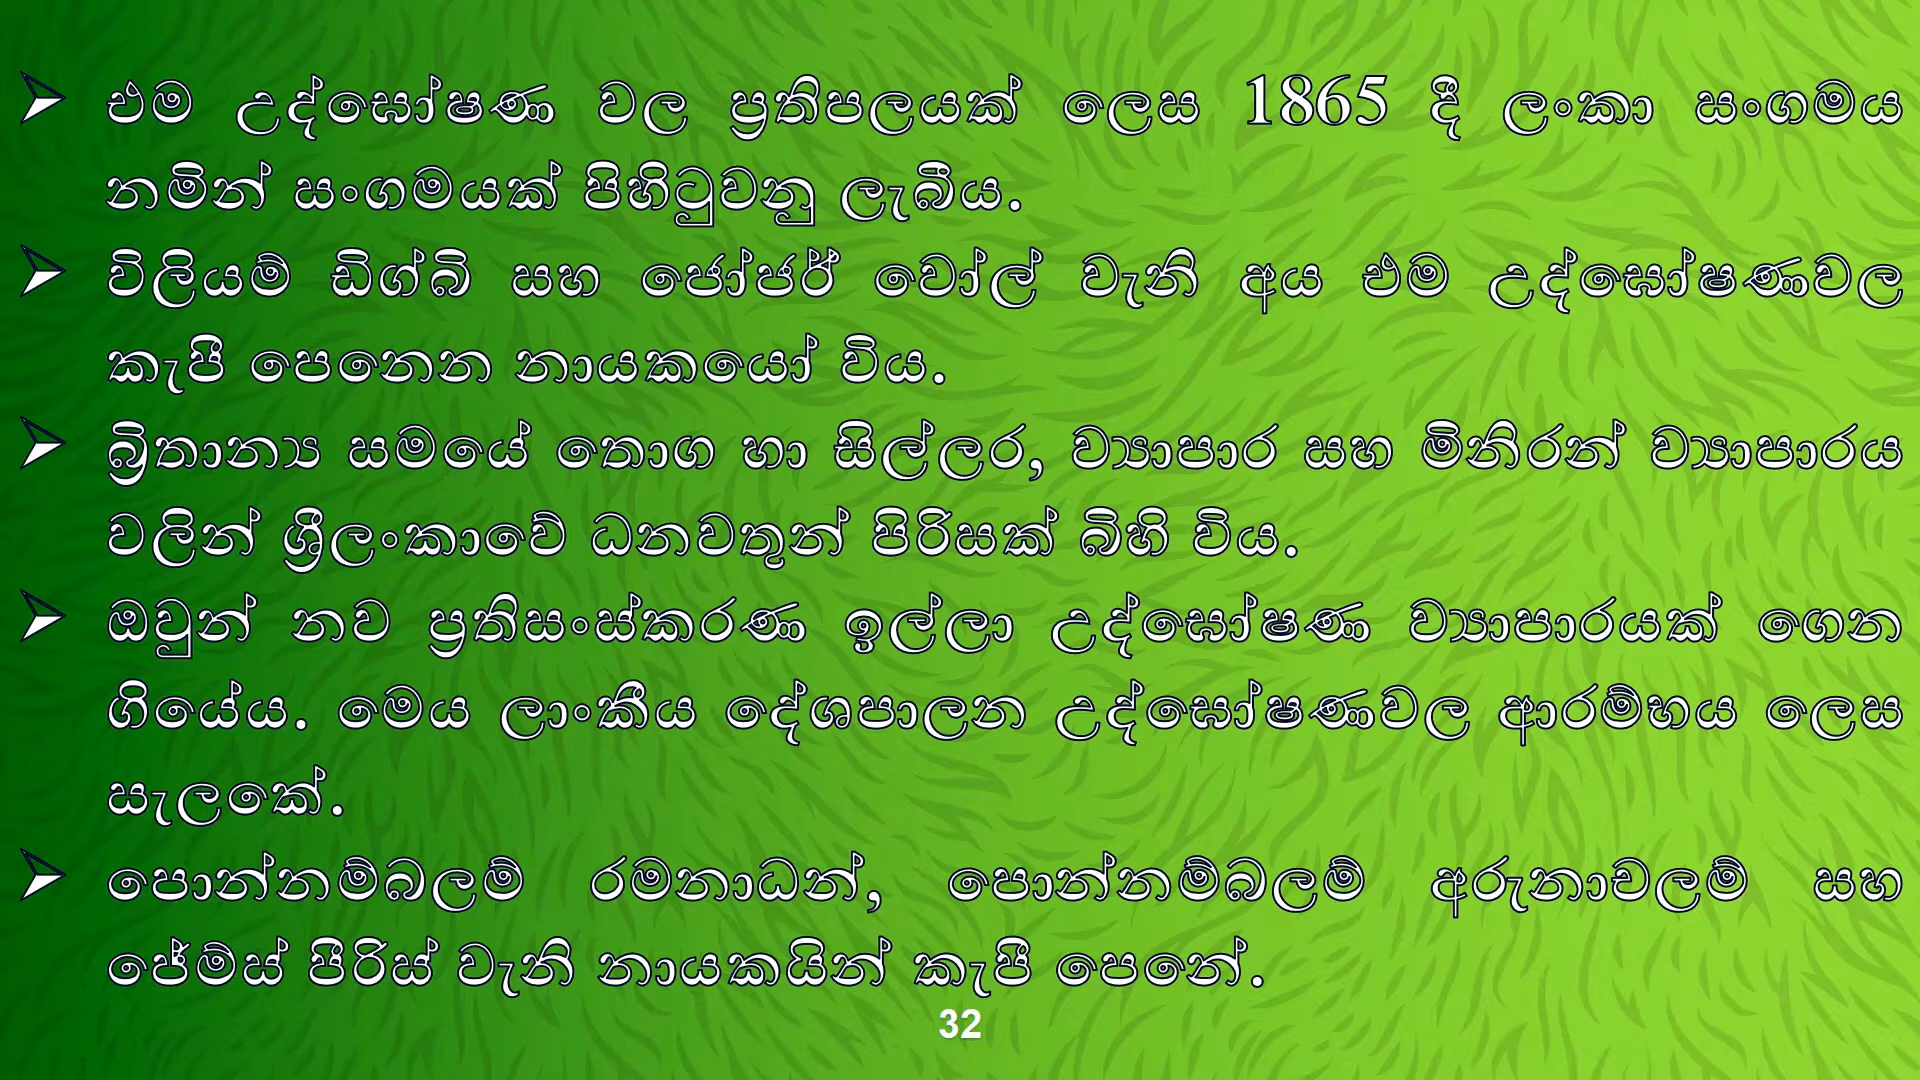 ➢ එම උද්ඝෝෂණ වල ප්‍රතිපලයක් ලෙස 1865 දී ලංකා සංගමය
නමින් සංගමයක් පිහිටුවනු ලැබීය.
➢ විලියම් ඩිග්බි සහ ජෝර්ජ් වෝල් වැනි අය එම උද්ඝෝෂණවල
කැපී පෙනෙන නායකයෝ විය.
➢ බ්‍රිතාන්‍ය සමයේ තොග හා සිල්ලර, ව්‍යාපාර සහ මිනිරන් ව්‍යාපාරය
වලින් ශ්‍රීලංකාවේ ධනවතුන් පිරිසක් බිහි විය.
➢ ඔවුන් නව ප්‍රතිසංස්කරණ ඉල්ලා උද්ඝෝෂණ ව්‍යාපාරයක් ගෙන
ගියේය. මෙය ලාංකීය දේශපාලන උද්ඝෝෂණවල ආරම්භය ලෙස
සැලකේ.
➢ පොන්නම්බලම් රමනාධන්, පොන්නම්බලම් අරුනාචලම් සහ
ජේම්ස් පීරිස් වැනි නායකයින් කැපී පෙනේ.
32